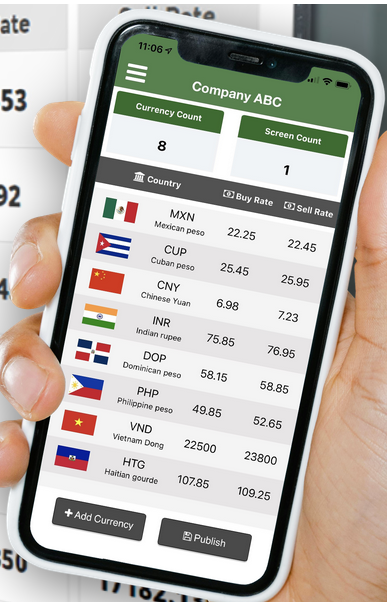 ate
53
92
11:06
Company ABC
Currency Count
8
Screen Count
1
Country Buy Rate Sell Rate
MXN 22.25 22.45
Mexican peso
CUP 25.45 25.95
Cuban peso
CNY 6.98 7.23
Chinese Yuan
INR 75.85 76.95
Indian rupee
DOP 58.15 58.85
Dominican peso
PHP 49.85 52.65
Philippine peso
VND 22500 23800
Vietnam Dong
HTG 107.85 109.25
Haitian gourde
+ Add Currency
Publish